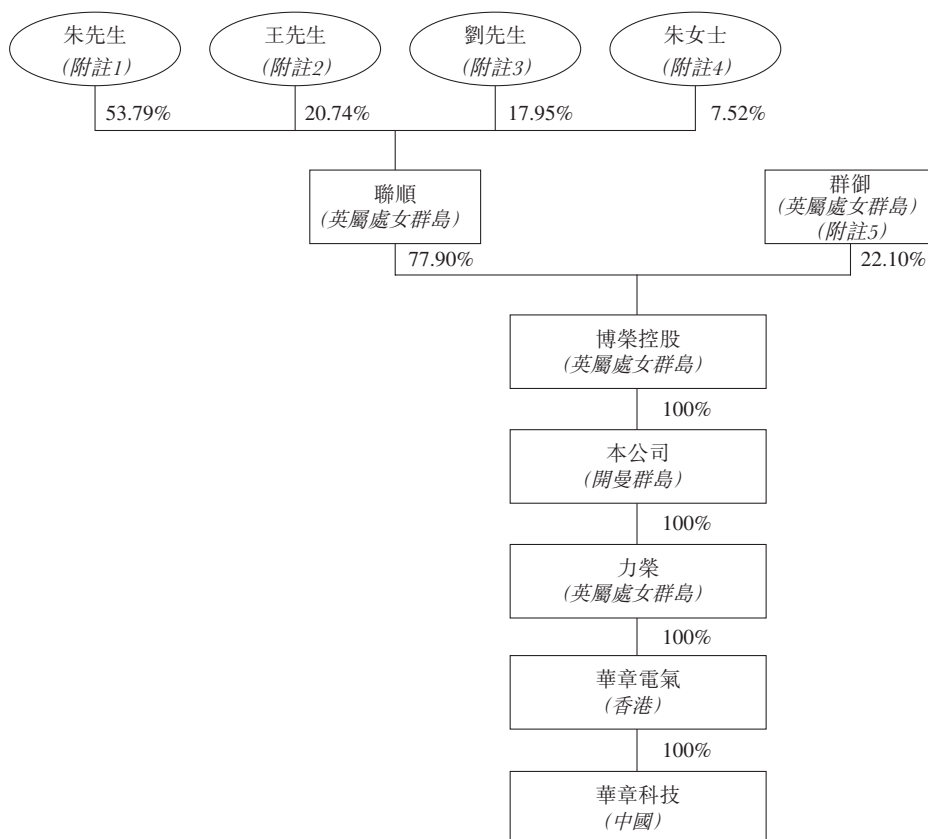 朱先生
(附註1)
王先生
(附註2)
劉先生
(附註3)
朱女士
(附註4)
53.79%
20.74%
17.95%
7.52%
聯順
(英屬處女群島)
群御
(英屬處女群島)
(附註5)
77.90%
22.10%
博榮控股
(英屬處女群島)
100%
本公司
(開曼群島)
100%
力榮
(英屬處女群島)
100%
華章電氣
(香港)
100%
華章科技
(中國)